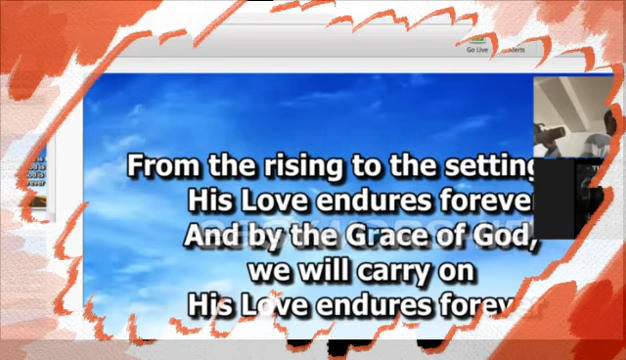 Go Live
From the rising to the setting
His Love endures forever
And by the Grace of God,
we will carry on
His Love endures forever